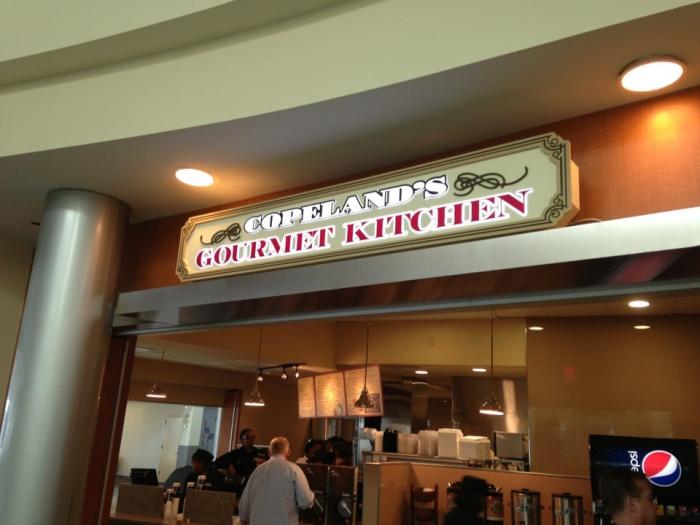 COPELAND'S
GOURMET KITCHEN
pepsi